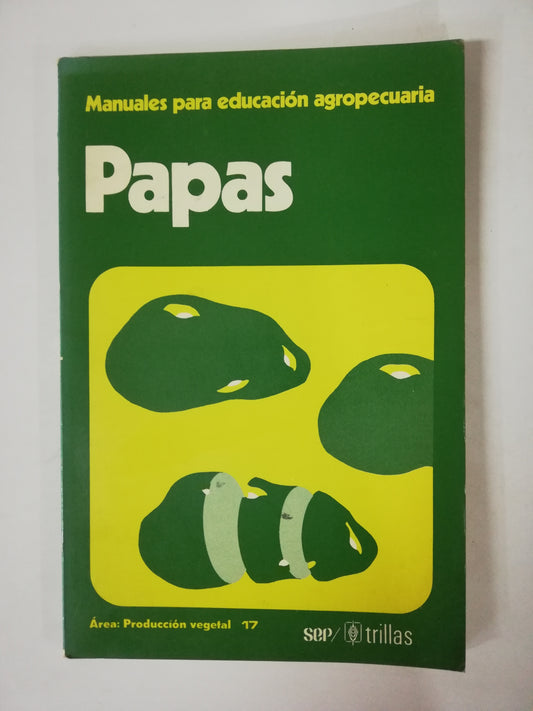 Manuales para educación agropecuaria
Papas
Área: Producción vegetal 17
sep/ trillas